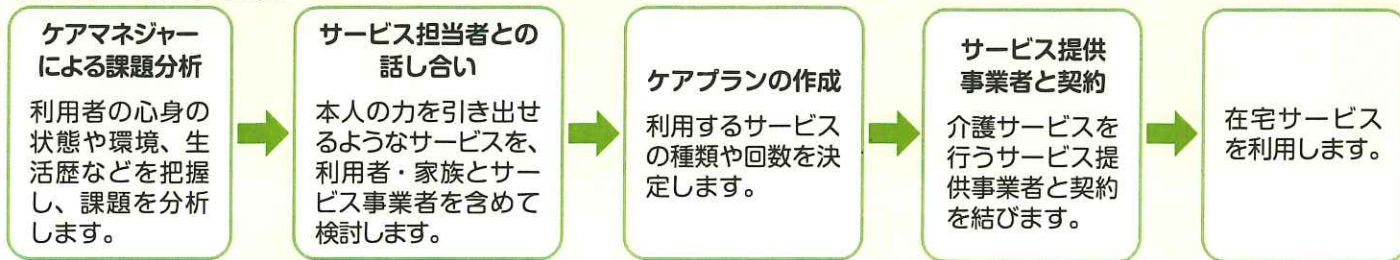 ケアマネジャー
による課題分析
利用者の心身の
状態や環境、生
活歴などを把握
し、課題を分析
します。
サービス担当者との
話し合い
本人の力を引き出せ
るようなサービスを、
利用者・家族とサー
ビス事業者を含めて
検討します。
ケアプランの作成
利用するサービス
の種類や回数を決
定します。
サービス提供
事業者と契約
介護サービスを
行うサービス提
供事業者と契約
を結びます。
在宅サービス
を利用します。